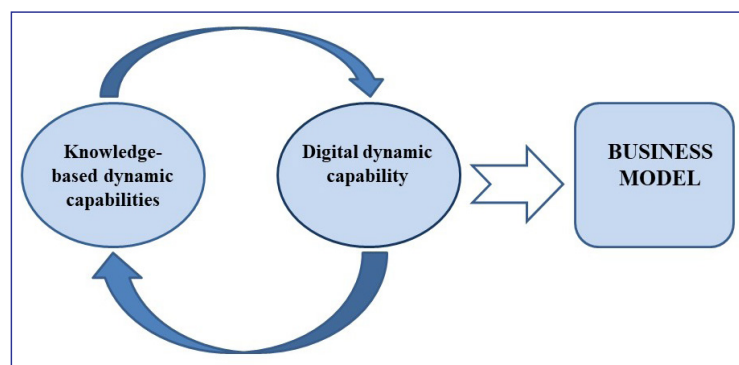 Knowledge-
based dynamic
capabilities
Digital dynamic
capability
BUSINESS
MODEL